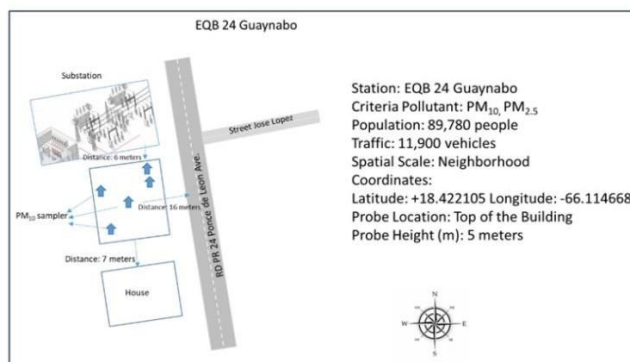 EQB 24 Guaynabo
Substation
Street Jose Lopez
Distance: 6 meters
PM10 sampler
Distance: 16 meters
RD PR 24 Ponce de Leon Ave.
Distance: 7 meters
House
Station: EQB 24 Guaynabo
Criteria Pollutant: PM10, PM2.5
Population: 89,780 people
Traffic: 11,900 vehicles
Spatial Scale: Neighborhood
Coordinates:
Latitude: +18.422105 Longitude: -66.114668
Probe Location: Top of the Building
Probe Height (m): 5 meters
N
W
E
S